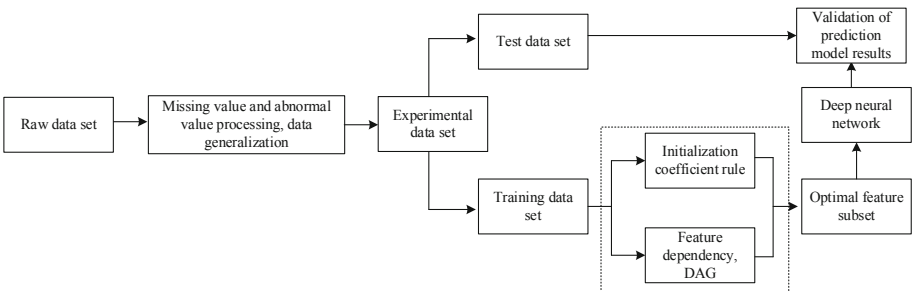 Raw data set
Missing value and abnormal
value processing, data
generalization
Experimental
data set
Test data set
Training data
set
Initialization
coefficient rule
Feature
dependency,
DAG
Optimal feature
subset
Deep neural
network
Validation of
prediction
model results